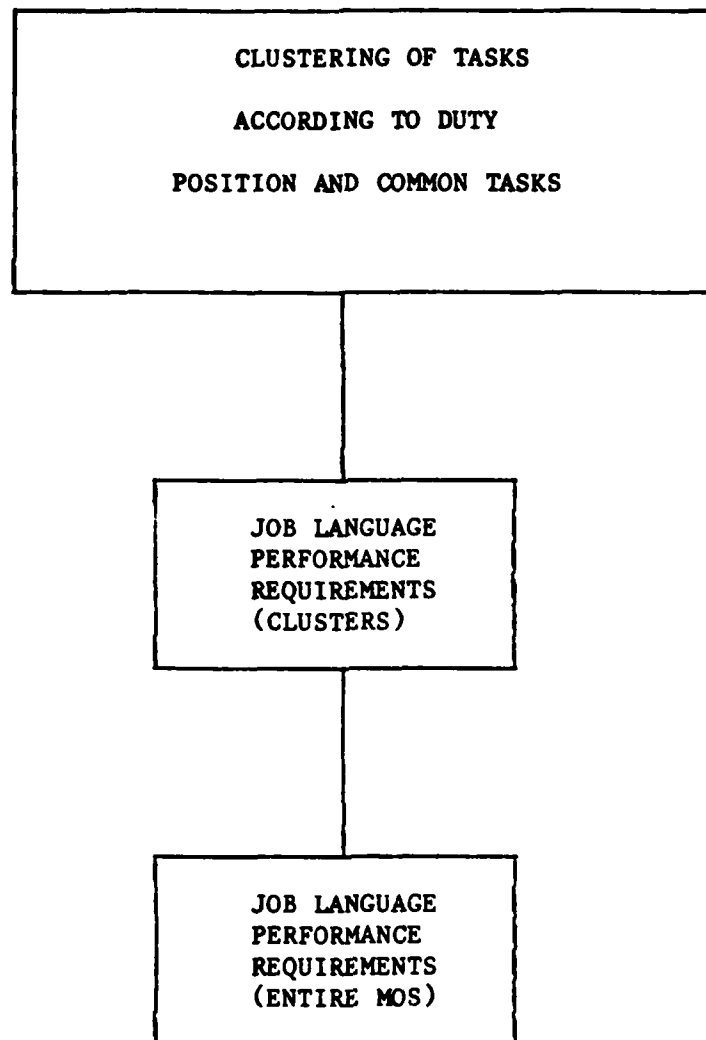 CLUSTERING OF TASKS
ACCORDING TO DUTY
POSITION AND COMMON TASKS
JOB LANGUAGE
PERFORMANCE
REQUIREMENTS
(CLUSTERS)
JOB LANGUAGE
PERFORMANCE
REQUIREMENTS
(ENTIRE MOS)